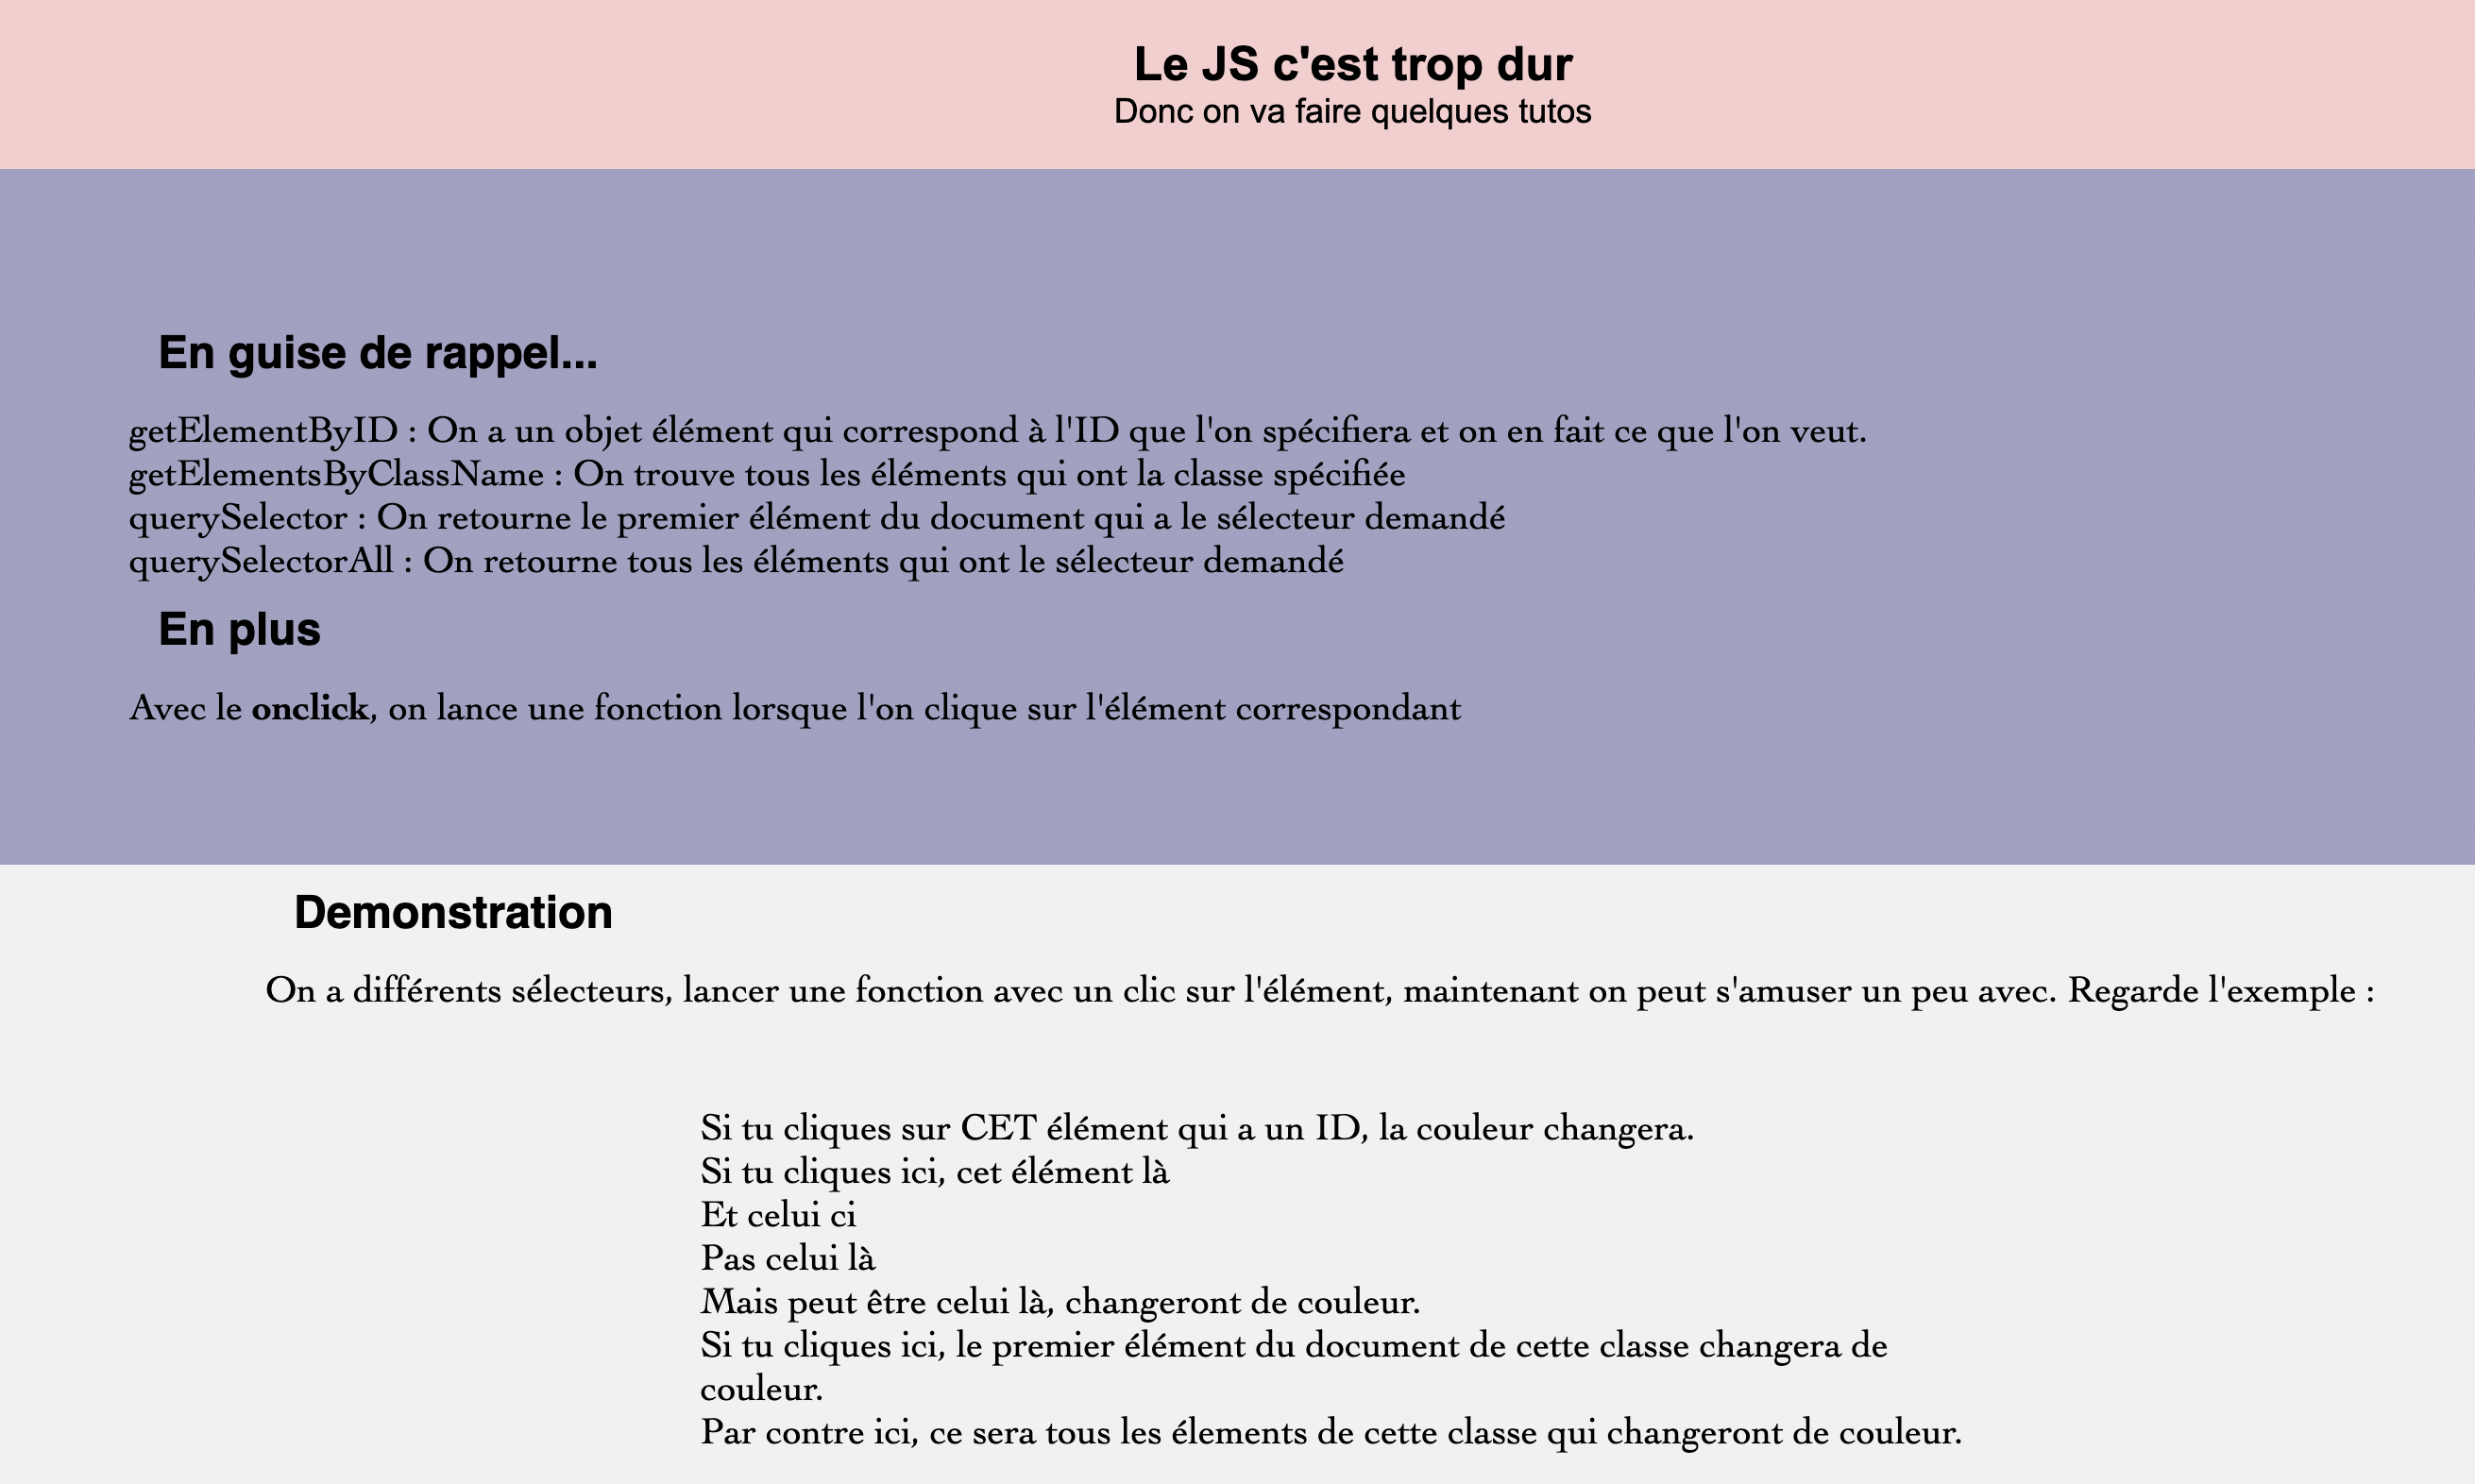 Le JS c'est trop dur
Donc on va faire quelques tutos
En guise de rappel...
getElementByID : On a un objet élément qui correspond à l'ID que l'on spécifiera et on en fait ce que l'on veut.
getElementsByClassName : On trouve tous les éléments qui ont la classe spécifiée
querySelector : On retourne le premier élément du document qui a le sélecteur demandé
querySelectorAll : On retourne tous les éléments qui ont le sélecteur demandé
En plus
Avec le onclick, on lance une fonction lorsque l'on clique sur l'élément correspondant
Demonstration
On a différents sélecteurs, lancer une fonction avec un clic sur l'élément, maintenant on peut s'amuser un peu avec. Regarde l'exemple :
Si tu cliques sur CET élément qui a un ID, la couleur changera.
Si tu cliques ici, cet élément là
Et celui ci
Pas celui là
Mais peut être celui là, changeront de couleur.
Si tu cliques ici, le premier élément du document de cette classe changera de
couleur.
Par contre ici, ce sera tous les élements de cette classe qui changeront de couleur.